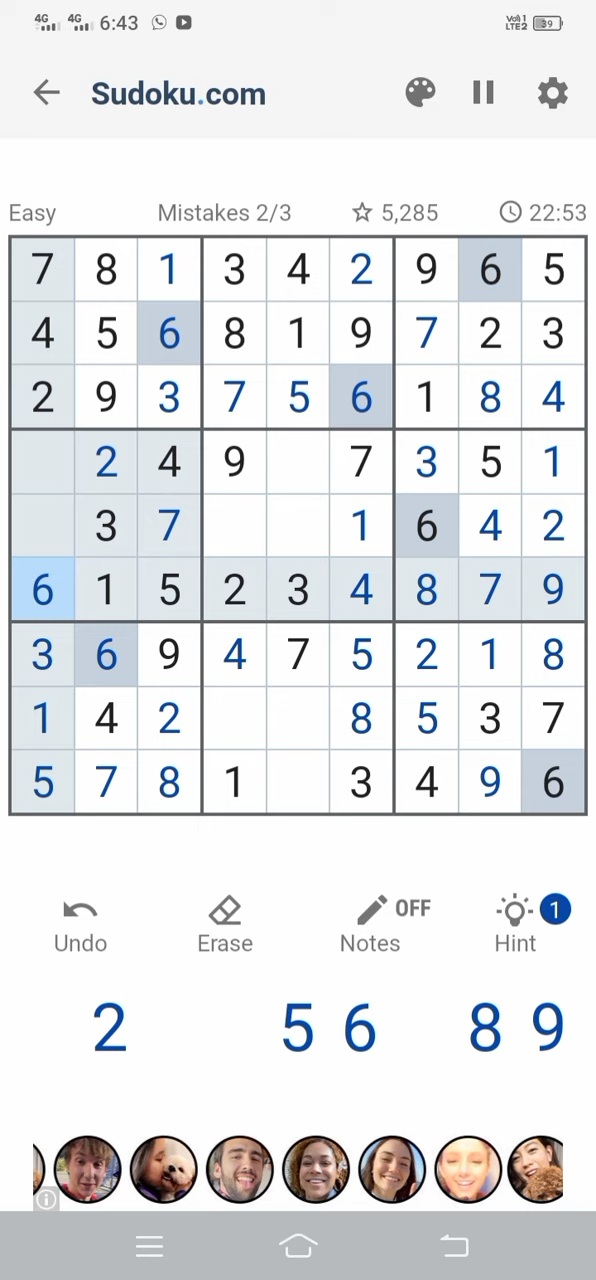 4G 4G 6:43 Vo) 1 LTE2 39
Sudoku.com
Easy Mistakes 2/3 5,285 22:53
7 8 1 3 4 2 9 6 5
4 5 6 8 1 9 7 2 3
2 9 3 7 5 6 1 8 4
2 4 9 7 3 5 1
3 7 1 6 4 2
6 1 5 2 3 4 8 7 9
3 6 9 4 7 5 2 1 8
1 4 2 8 5 3 7
5 7 8 1 3 4 9 6
OFF 1
Undo Erase Notes Hint
2 5 6 8 9